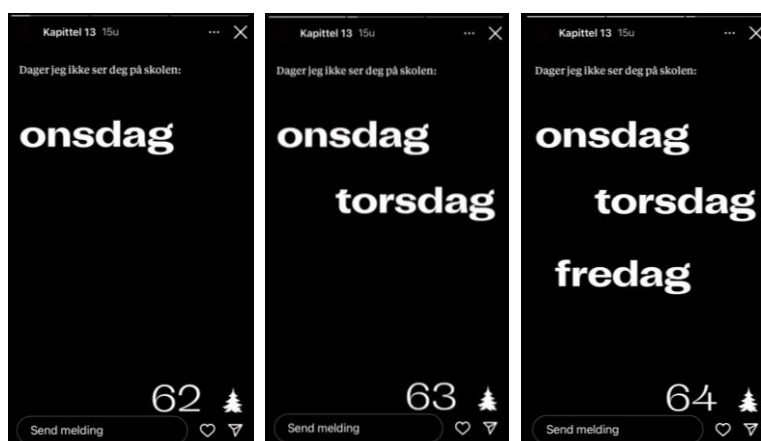 Kapittel 13 15u
Dager jeg ikke ser deg på skolen:
onsdag
62
Send melding
Kapittel 13 15u
Dager jeg ikke ser deg på skolen:
onsdag
torsdag
63
Send melding
Kapittel 13 15u
Dager jeg ikke ser deg på skolen:
onsdag
torsdag
fredag
64
Send melding